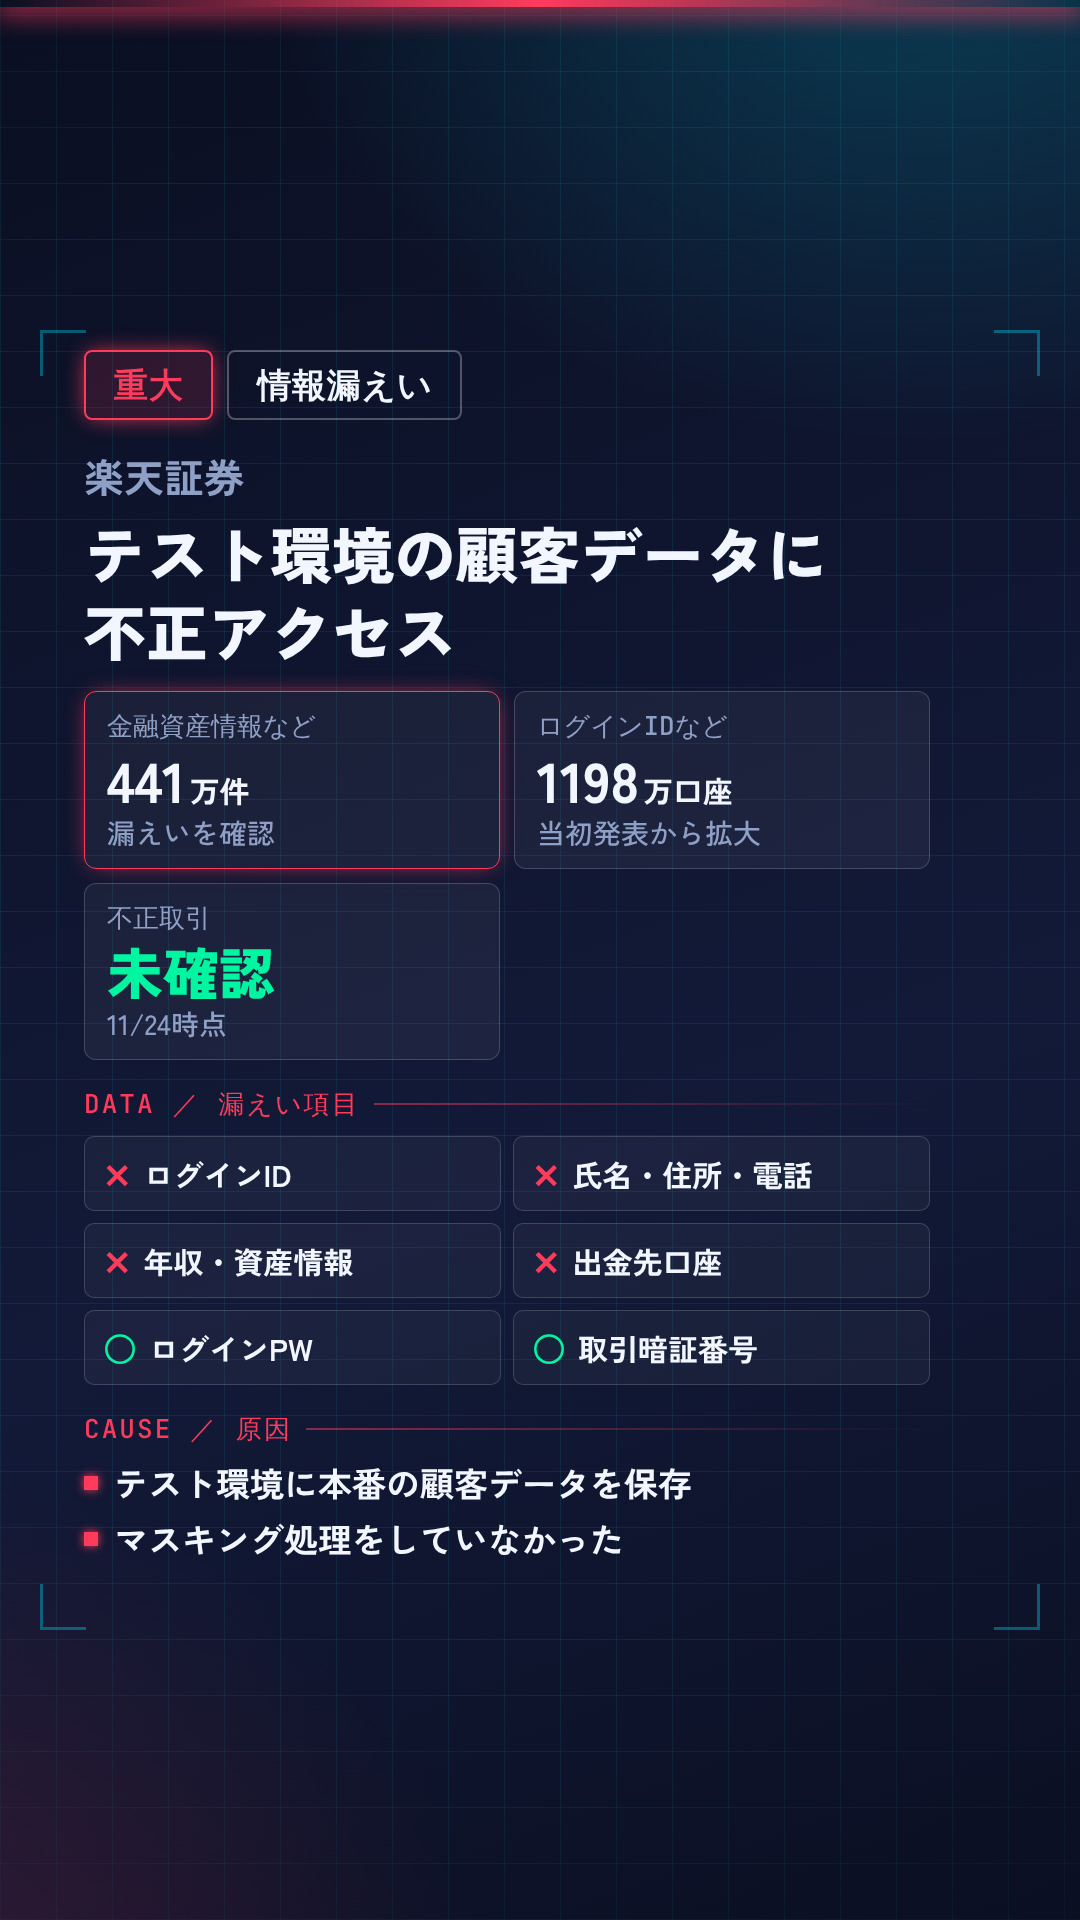 重大
情報漏えい
楽天証券
テスト環境の顧客データに
不正アクセス
金融資産情報など
441万件
漏えいを確認
ログインIDなど
1198万口座
当初発表から拡大
不正取引
未確認
11/24時点
DATA ／ 漏えい項目
✕ ログインID
✕ 氏名・住所・電話
✕ 年収・資産情報
✕ 出金先口座
○ ログインPW
○ 取引暗証番号
CAUSE ／ 原因
■ テスト環境に本番の顧客データを保存
■ マスキング処理をしていなかった